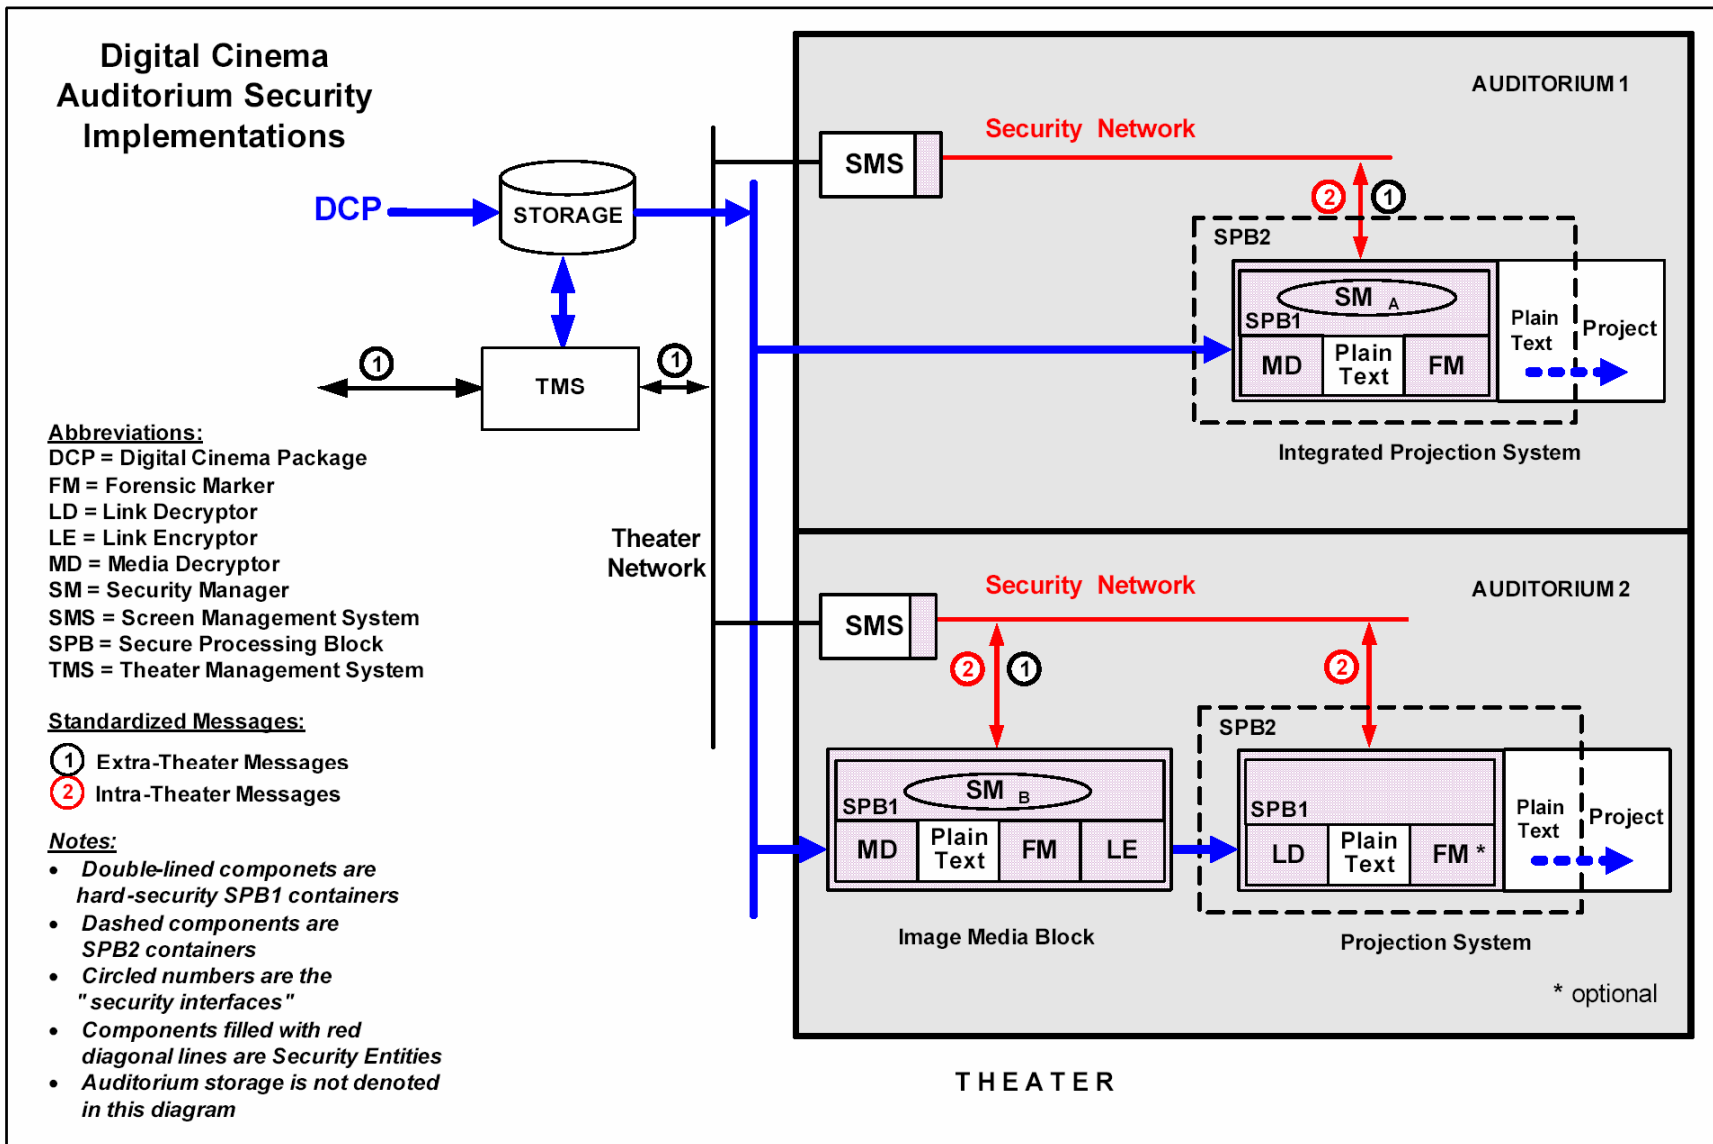 Digital Cinema
Auditorium Security
Implementations
DCP
STORAGE
1
1
TMS
Theater
Network
Abbreviations:
DCP = Digital Cinema Package
FM = Forensic Marker
LD = Link Decryptor
LE = Link Encryptor
MD = Media Decryptor
SM = Security Manager
SMS = Screen Management System
SPB = Secure Processing Block
TMS = Theater Management System
Standardized Messages:
1 Extra-Theater Messages
2 Intra-Theater Messages
Notes:
• Double-lined componets are
hard-security SPB1 containers
• Dashed components are
SPB2 containers
• Circled numbers are the
"security interfaces"
• Components filled with red
diagonal lines are Security Entities
• Auditorium storage is not denoted
in this diagram
AUDITORIUM 1
Security Network
SMS
2 1
SPB2
SM A
SPB1
MD
Plain
Text
FM
Plain
Text
Project
Integrated Projection System
AUDITORIUM 2
Security Network
SMS
2 1
2
SM B
SPB1
MD
Plain
Text
FM
LE
Image Media Block
SPB2
SPB1
LD
Plain
Text
FM *
Plain
Text
Project
Projection System
* optional
THEATER